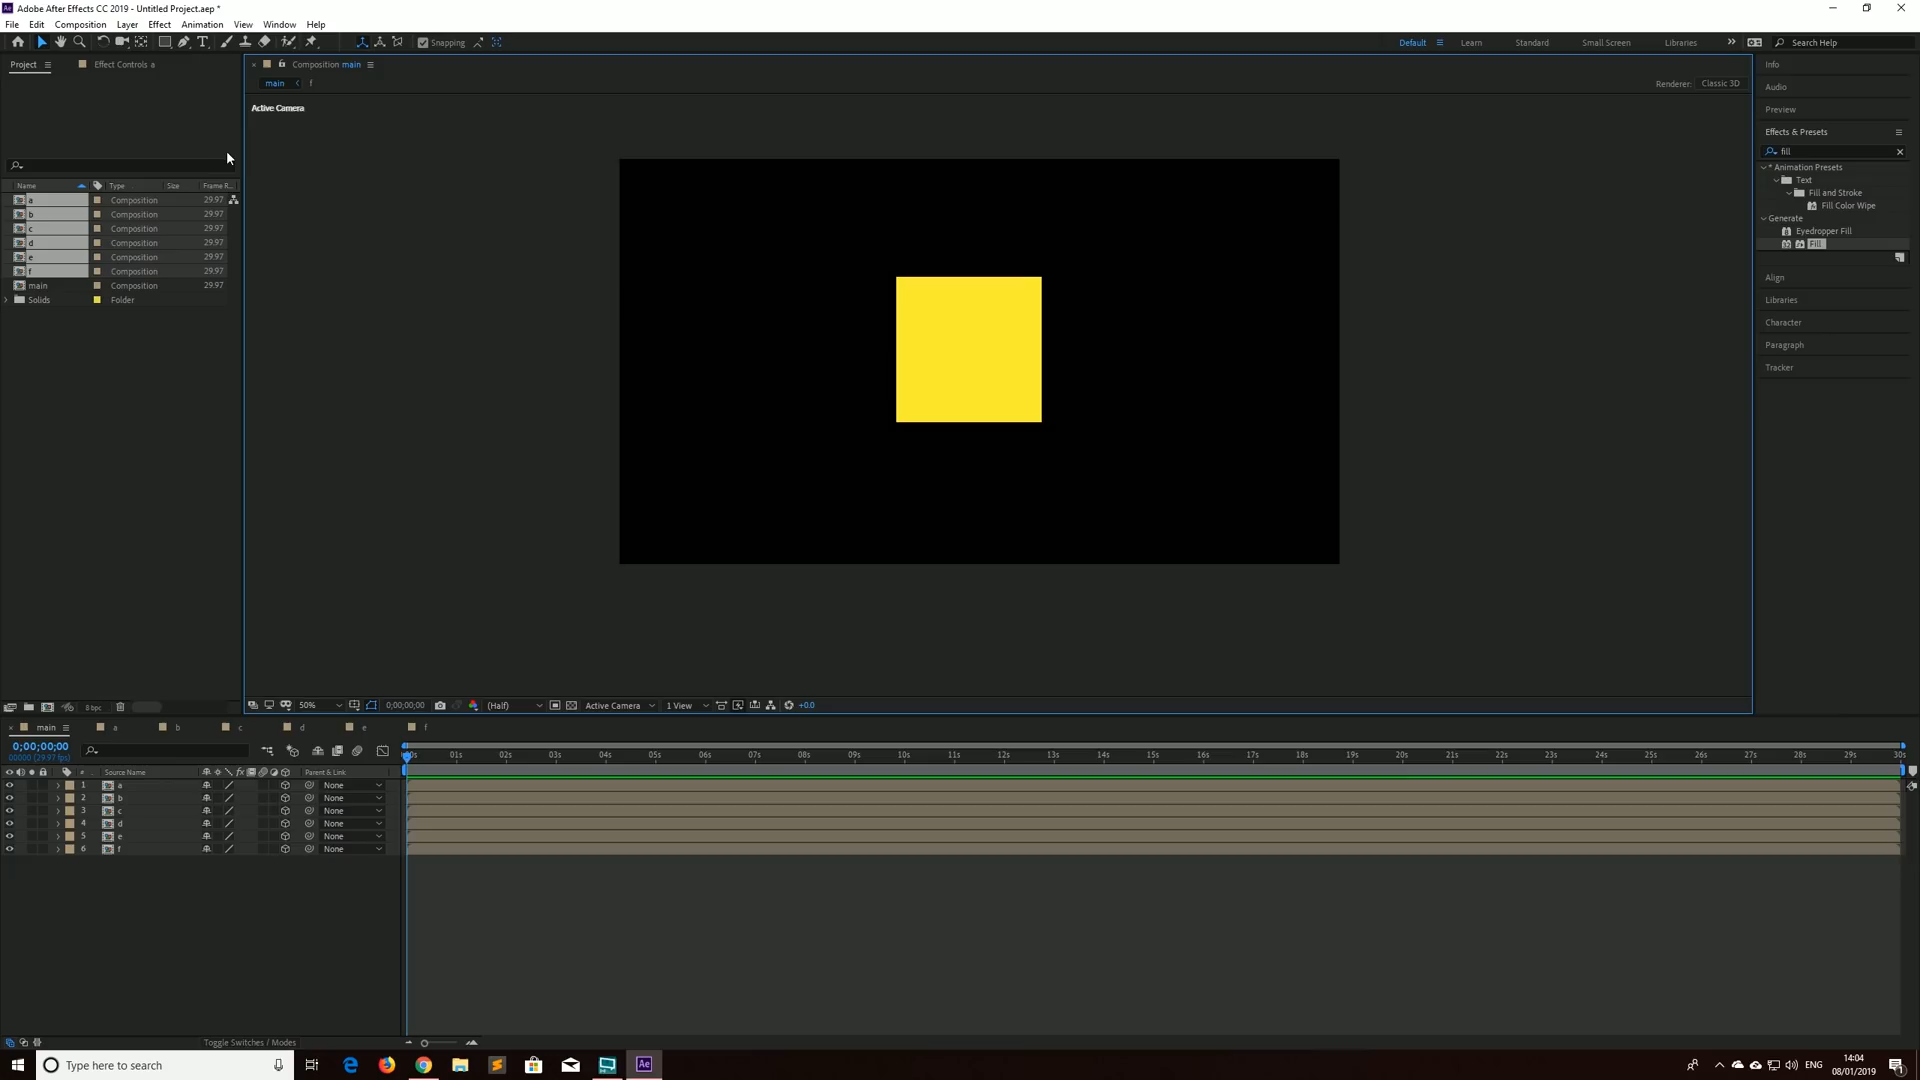 Adobe After Effects CC 2019 - Untitled Project.aep *
File Edit Composition Layer Effect Animation View Window Help
Snapping
Default Learn Standard Small Screen Libraries Search Help
Project Effect Controls a
Composition main
main f
Renderer: Classic 3D
Active Camera
Name Type Size Frame R...
a Composition 29.97
b Composition 29.97
c Composition 29.97
d Composition 29.97
e Composition 29.97
f Composition 29.97
main Composition 29.97
Solids Folder
Info
Audio
Preview
Effects & Presets
fill
* Animation Presets
Text
Fill and Stroke
Fill Color Wipe
Generate
Eyedropper Fill
Fill
Align
Libraries
Character
Paragraph
Tracker
8 bpc
50% 0;00;00;00 (Half) Active Camera 1 View +0.0
main a b c d e f
0;00;00;00
00000 (29.97 fps)
01s 02s 03s 04s 05s 06s 07s 08s 09s 10s 11s 12s 13s 14s 15s 16s 17s 18s 19s 20s 21s 22s 23s 24s 25s 26s 27s 28s 29s 30s
# Source Name fx Parent & Link
1 a None
2 b None
3 c None
4 d None
5 e None
6 f None
Toggle Switches / Modes
Type here to search
Ae
ENG
14:04
08/01/2019